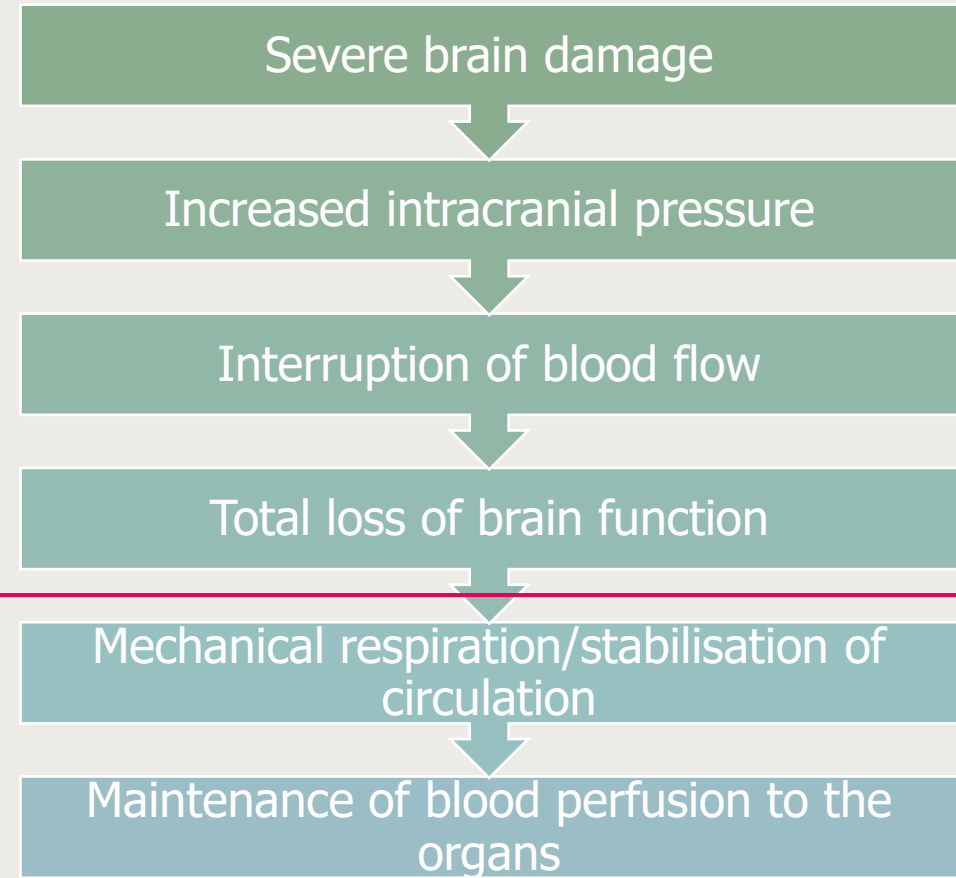 Severe brain damage
Increased intracranial pressure
Interruption of blood flow
Total loss of brain function
Mechanical respiration/stabilisation of
circulation
Maintenance of blood perfusion to the
organs